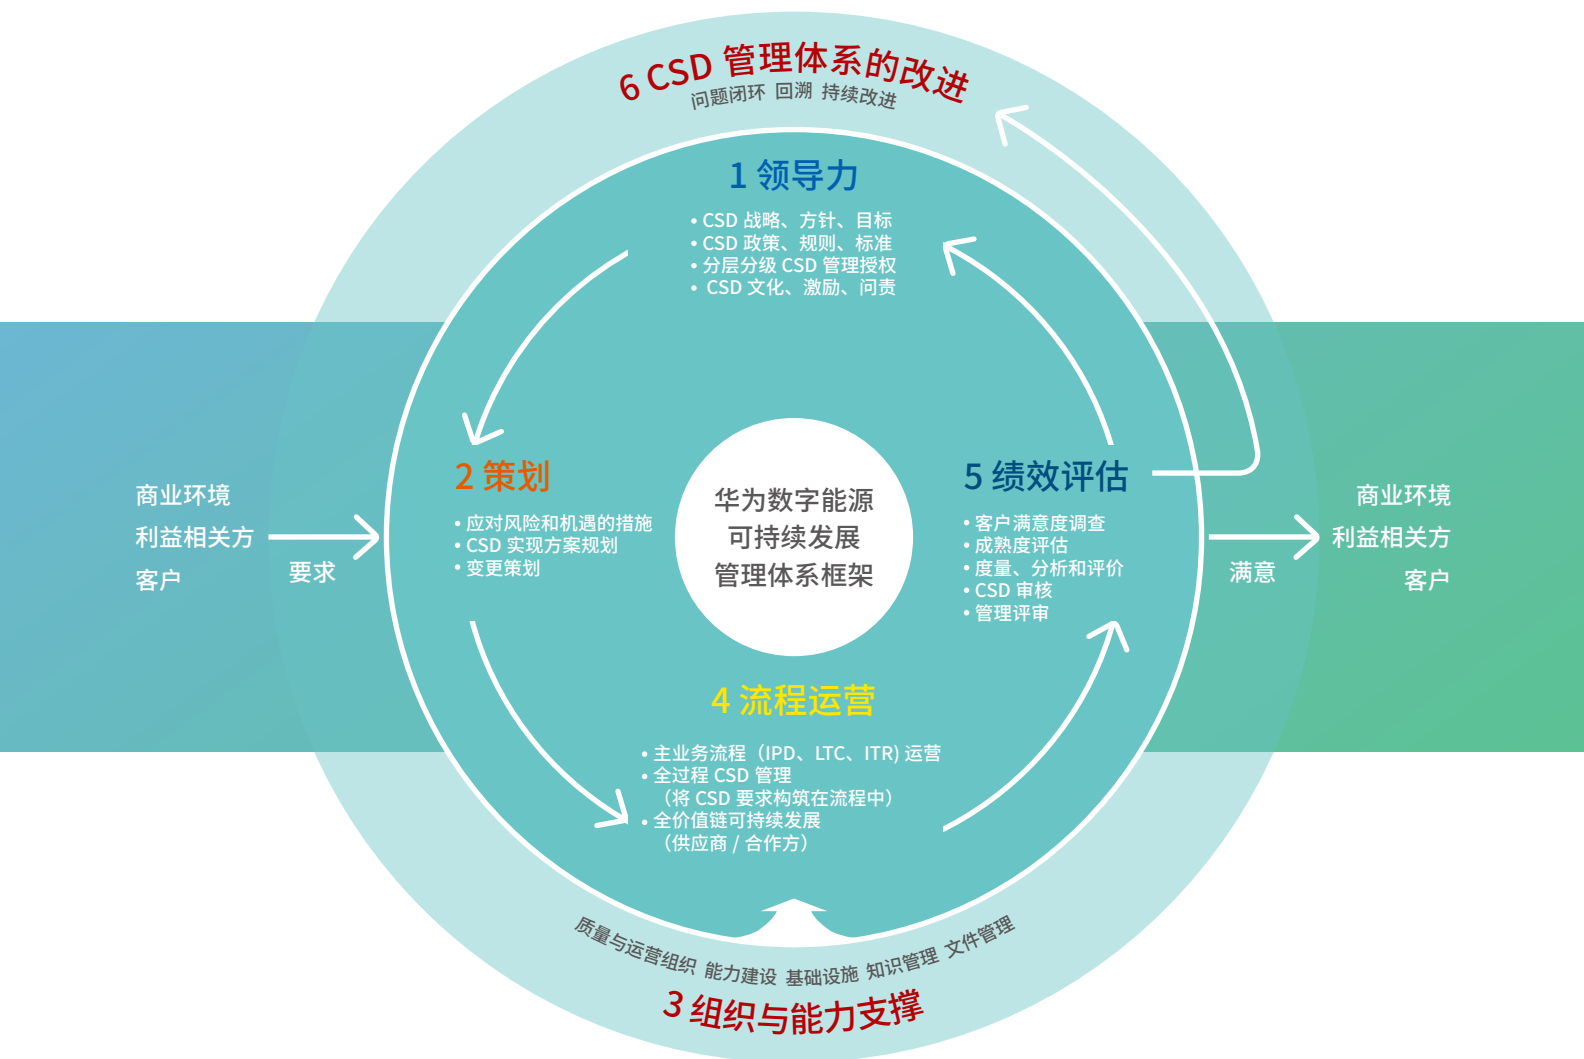 6 CSD 管理体系的改进
问题闭环 回溯 持续改进
1 领导力
• CSD 战略、方针、目标
• CSD 政策、规则、标准
• 分层分级 CSD 管理授权
• CSD 文化、激励、问责
商业环境
利益相关方
客户
要求
2 策划
• 应对风险和机遇的措施
• CSD 实现方案规划
• 变更策划
华为数字能源
可持续发展
管理体系框架
5 绩效评估
• 客户满意度调查
• 成熟度评估
• 度量、分析和评价
• CSD 审核
• 管理评审
满意
商业环境
利益相关方
客户
4 流程运营
• 主业务流程（IPD、LTC、ITR) 运营
• 全过程 CSD 管理
（将 CSD 要求构筑在流程中）
• 全价值链可持续发展
（供应商 / 合作方）
质量与运营组织 能力建设 基础设施 知识管理 文件管理
3 组织与能力支撑